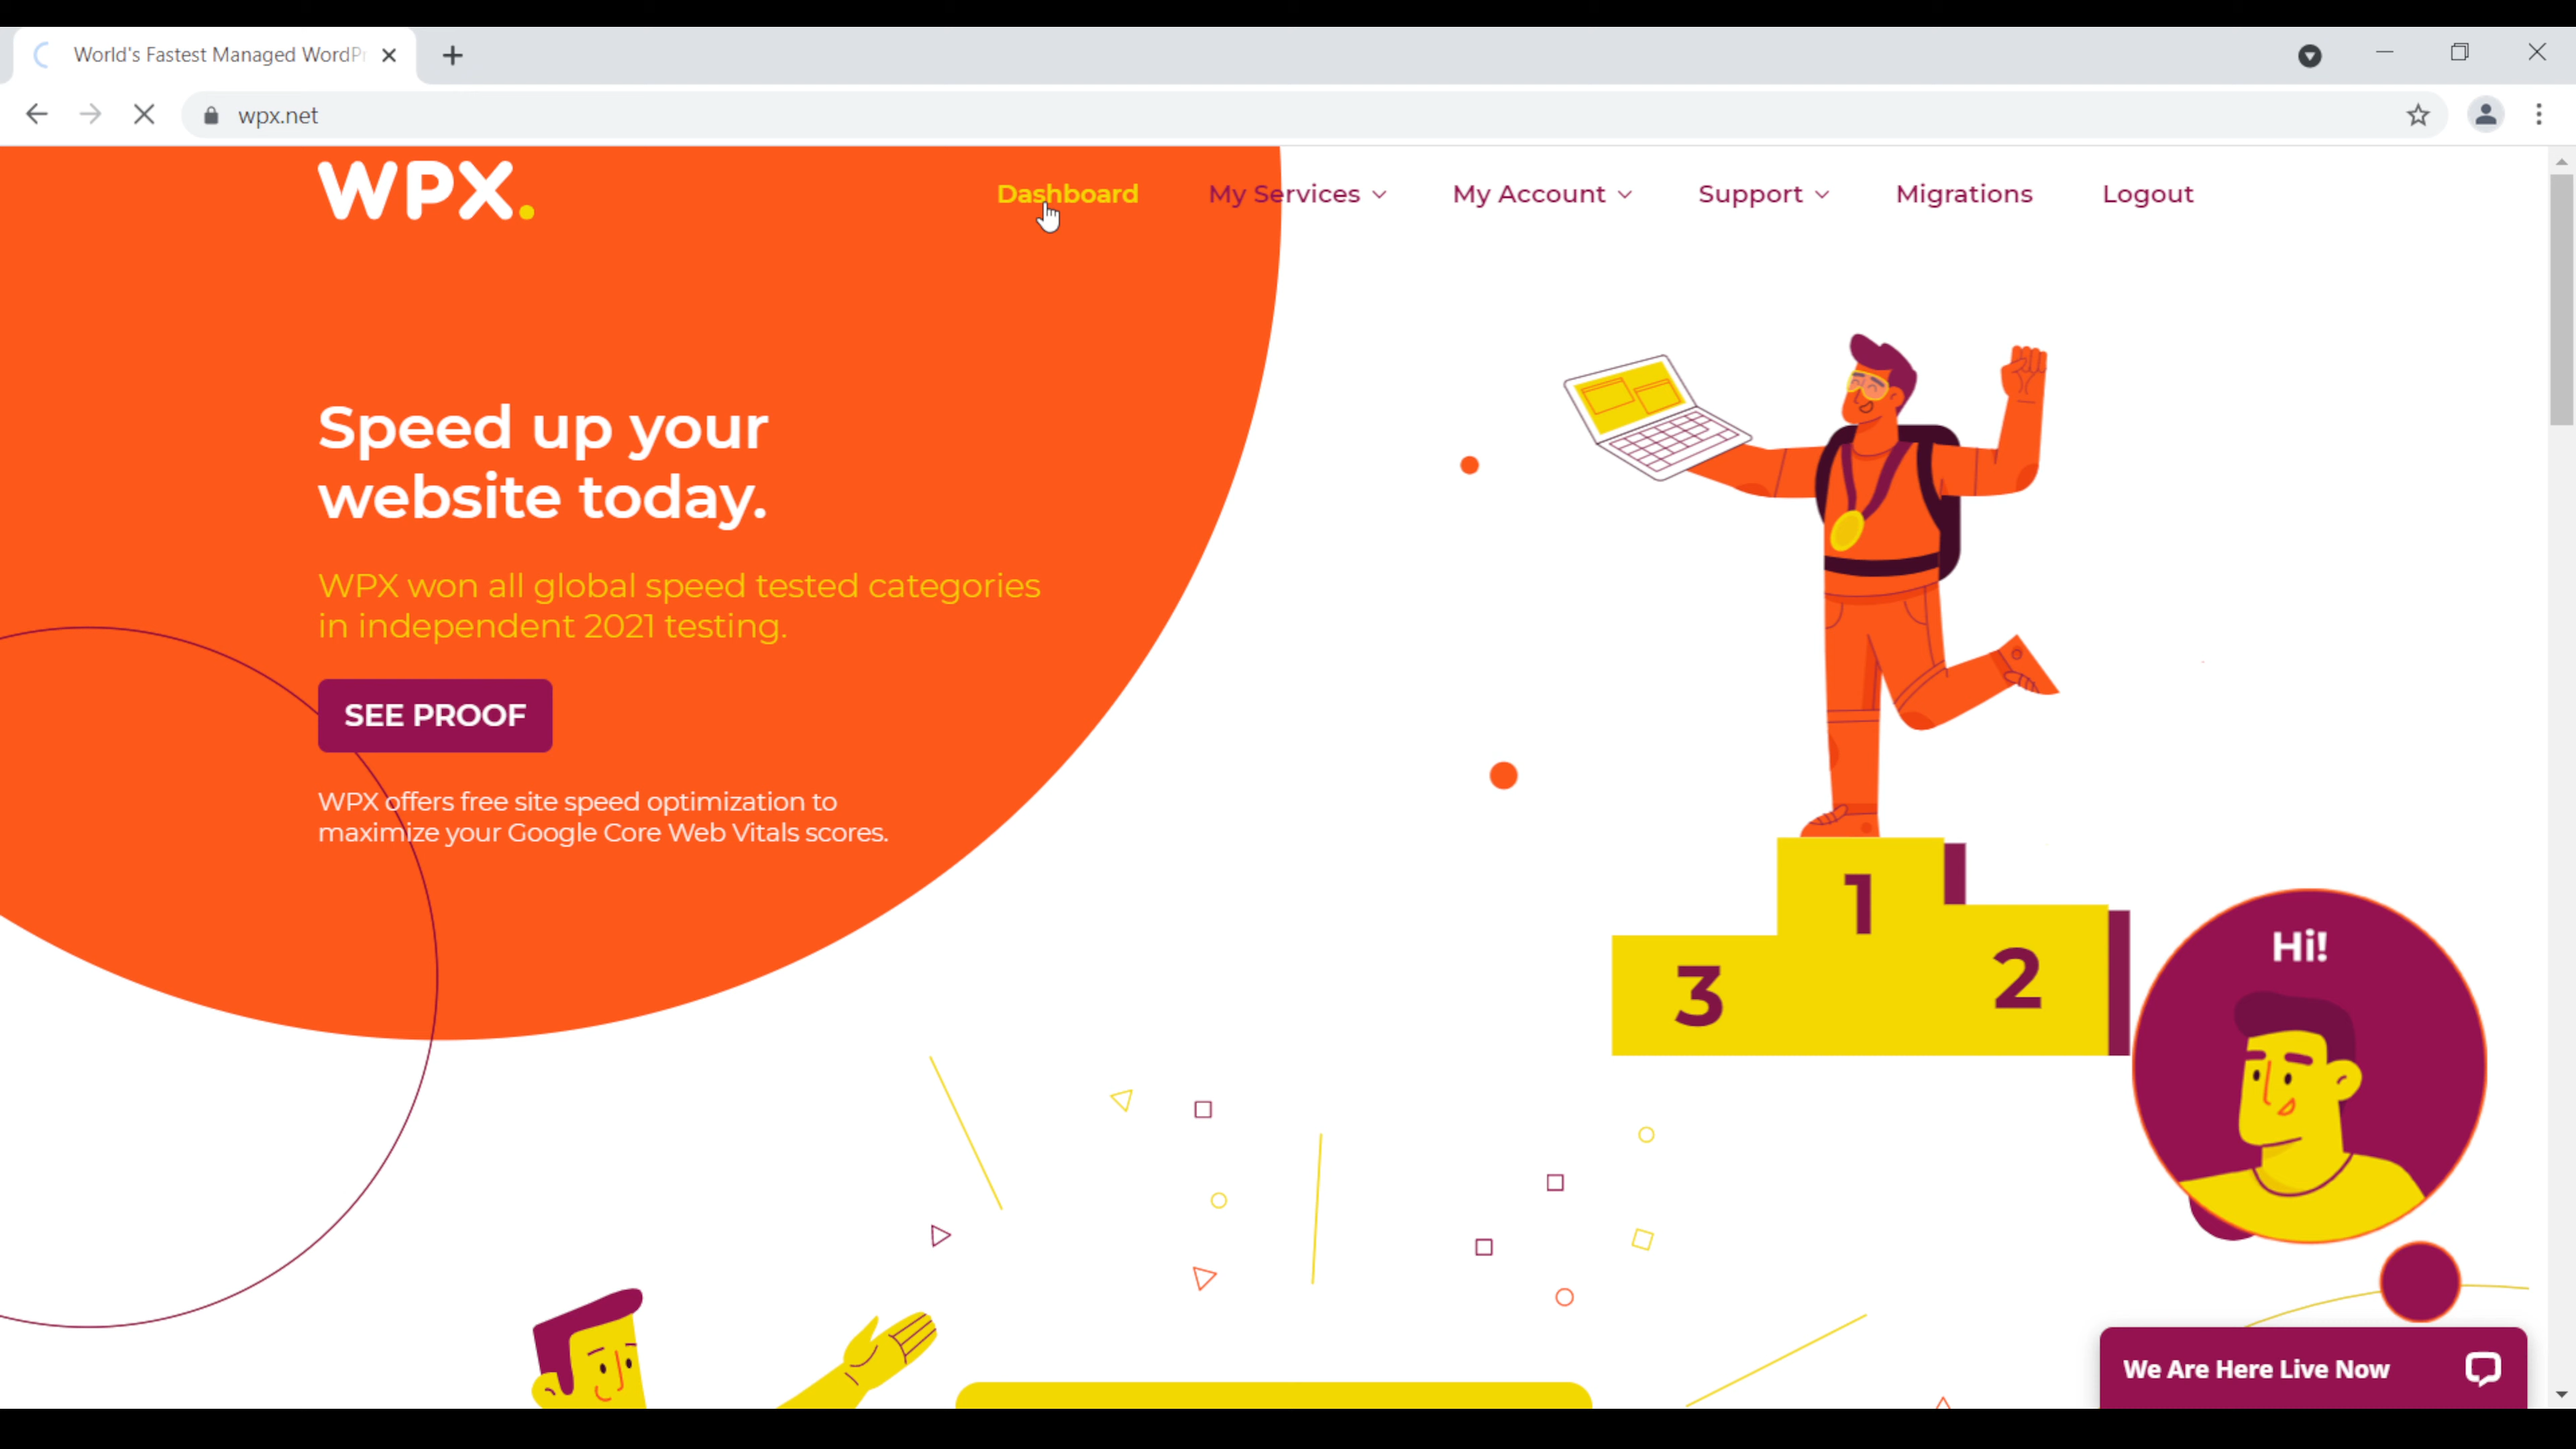 World's Fastest Managed WordPr
wpx.net
WPX.
Dashboard
My Services
My Account
Support
Migrations
Logout
Speed up your
website today.
WPX won all global speed tested categories
in independent 2021 testing.
SEE PROOF
WPX offers free site speed optimization to
maximize your Google Core Web Vitals scores.
1
2
3
Hi!
We Are Here Live Now